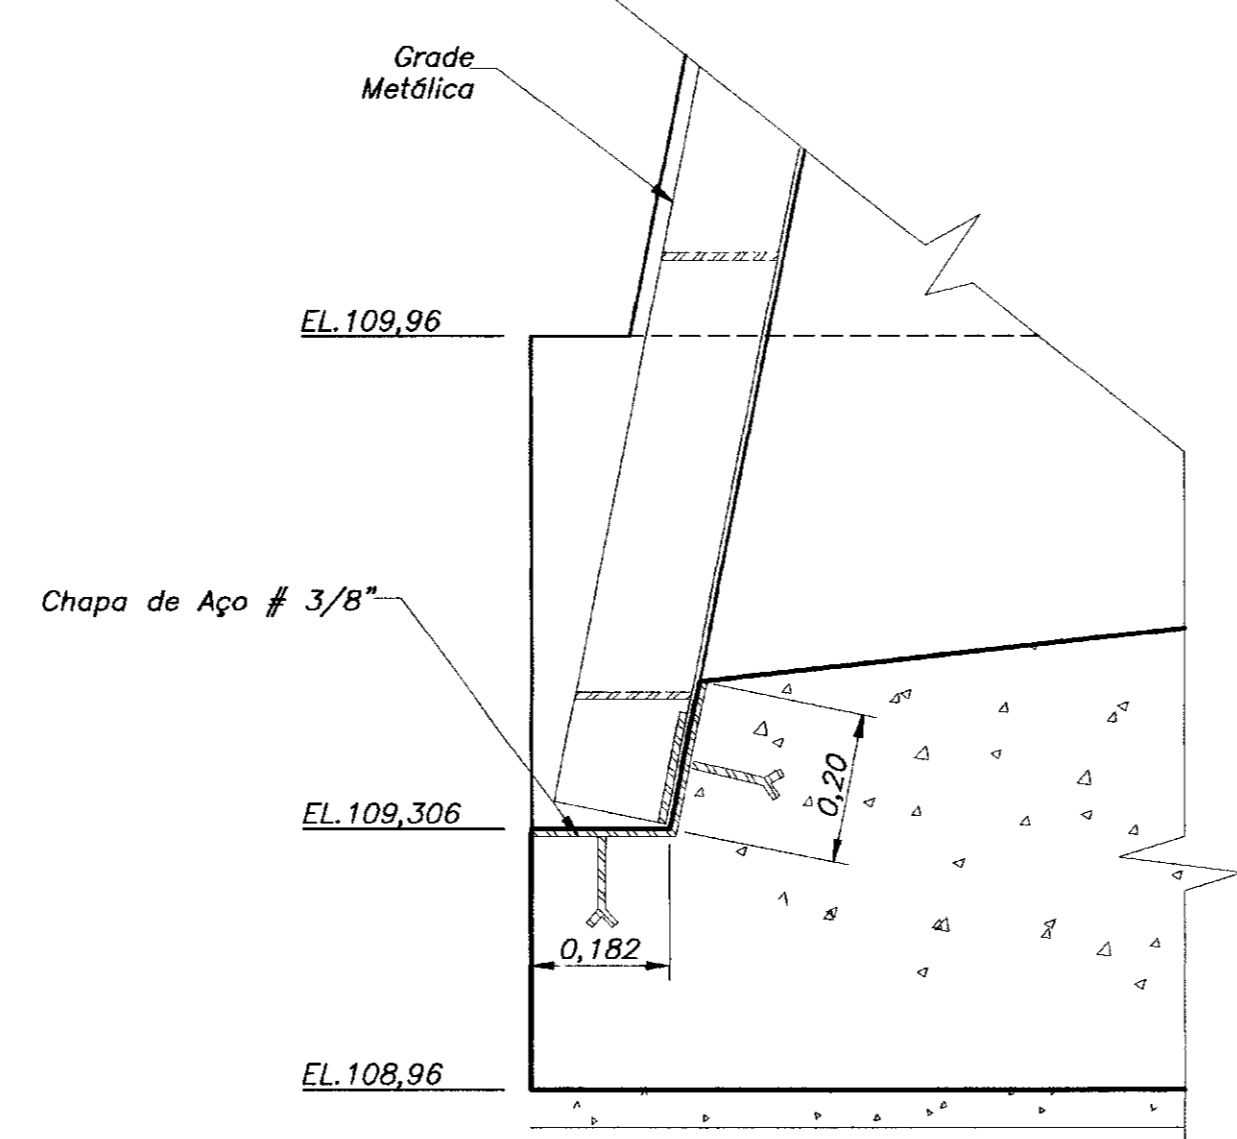 Grade
Metálica
EL.109,96
Chapa de Aço # 3/8"
0,20
EL.109,306
0,182
EL.108,96